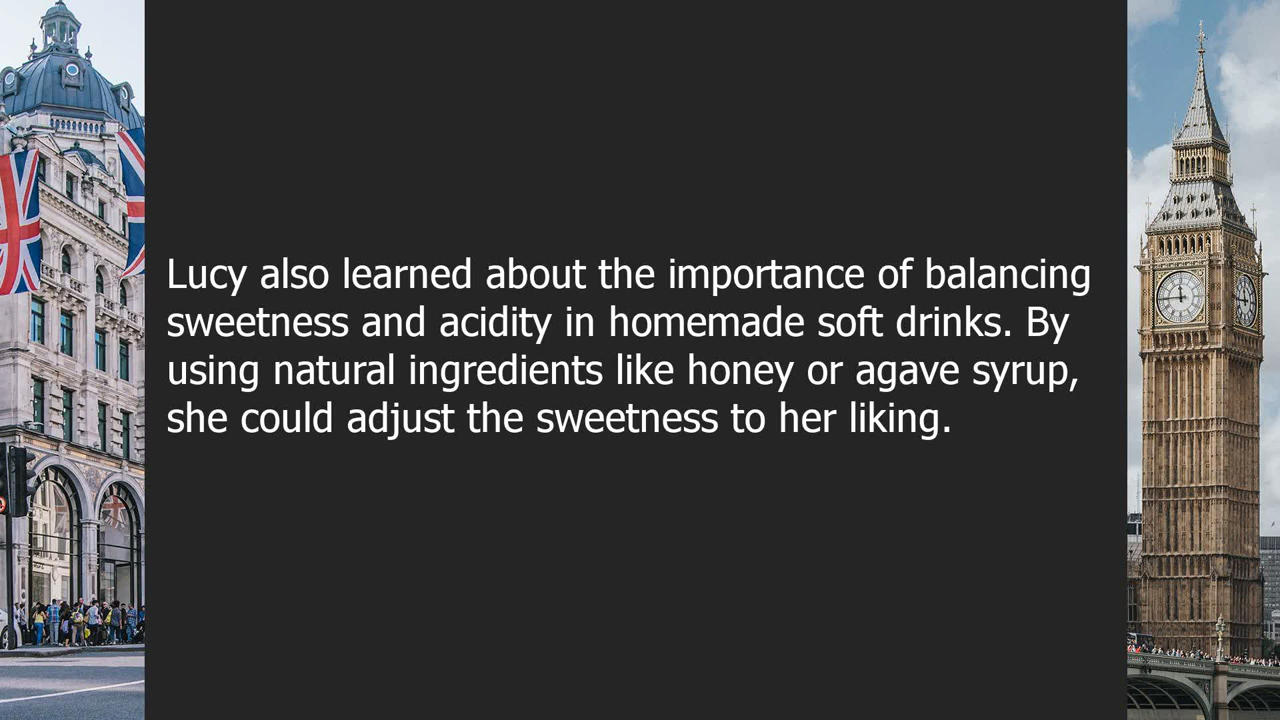 Lucy also learned about the importance of balancing
sweetness and acidity in homemade soft drinks. By
using natural ingredients like honey or agave syrup,
she could adjust the sweetness to her liking.